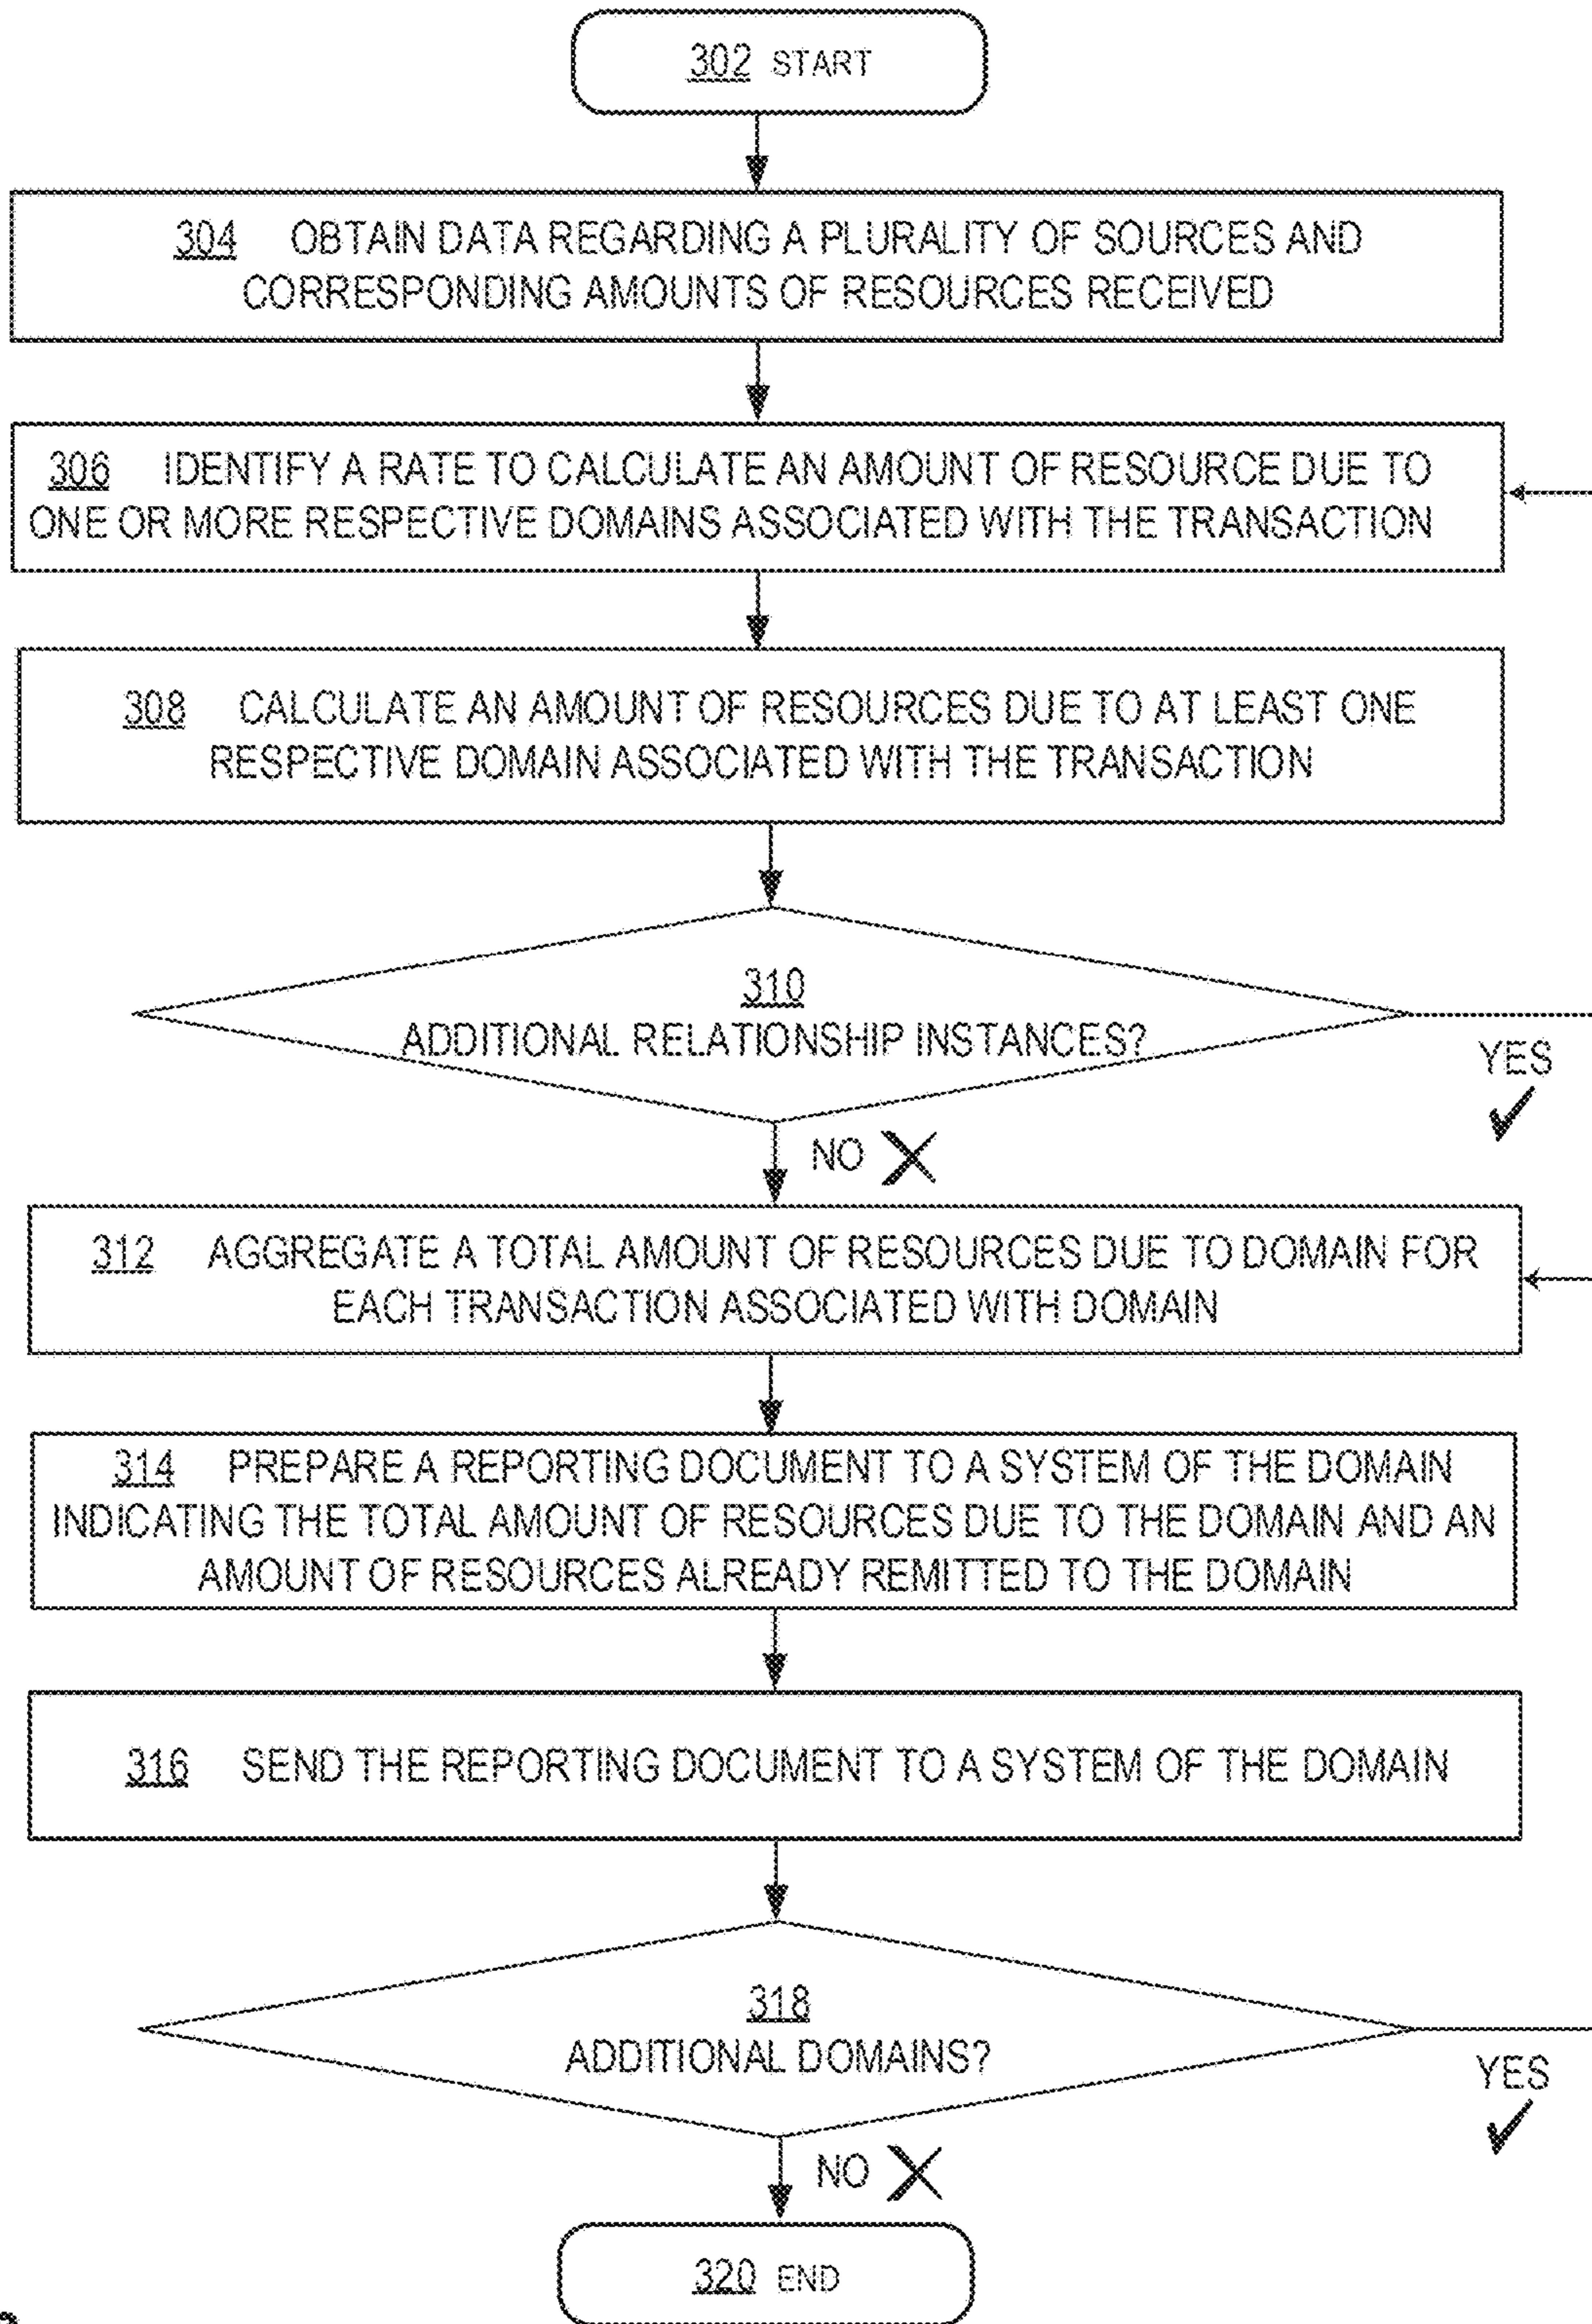 302 START
304 OBTAIN DATA REGARDING A PLURALITY OF SOURCES AND
CORRESPONDING AMOUNTS OF RESOURCES RECEIVED
306 IDENTIFY A RATE TO CALCULATE AN AMOUNT OF RESOURCE DUE TO
ONE OR MORE RESPECTIVE DOMAINS ASSOCIATED WITH THE TRANSACTION
308 CALCULATE AN AMOUNT OF RESOURCES DUE TO AT LEAST ONE
RESPECTIVE DOMAIN ASSOCIATED WITH THE TRANSACTION
310
ADDITIONAL RELATIONSHIP INSTANCES?
YES
NO
312 AGGREGATE A TOTAL AMOUNT OF RESOURCES DUE TO DOMAIN FOR
EACH TRANSACTION ASSOCIATED WITH DOMAIN
314 PREPARE A REPORTING DOCUMENT TO A SYSTEM OF THE DOMAIN
INDICATING THE TOTAL AMOUNT OF RESOURCES DUE TO THE DOMAIN AND AN
AMOUNT OF RESOURCES ALREADY REMITTED TO THE DOMAIN
316 SEND THE REPORTING DOCUMENT TO A SYSTEM OF THE DOMAIN
318
ADDITIONAL DOMAINS?
YES
NO
320 END